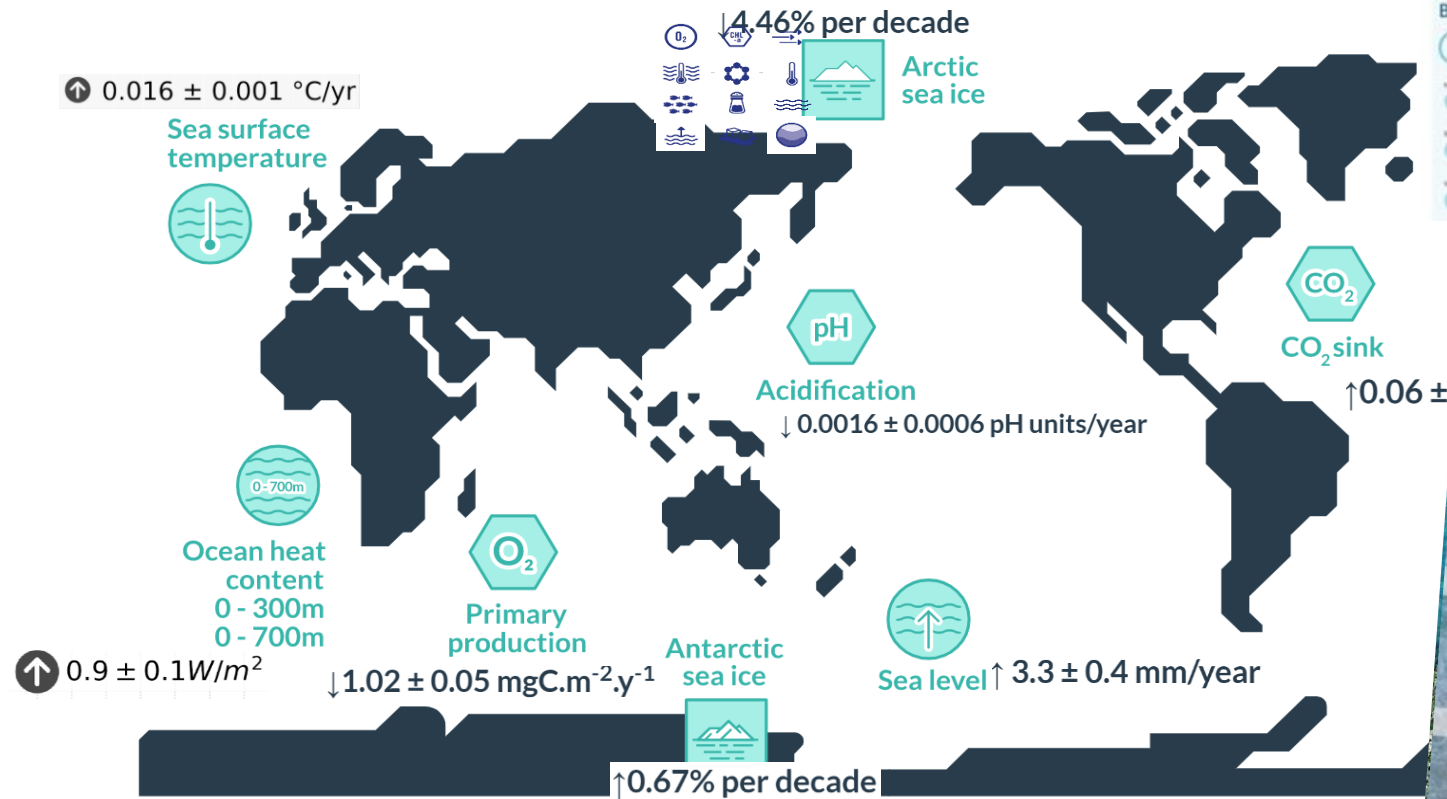 ↓4.46% per decade
O₂
CHL
-a
Arctic
sea ice
0.016 ± 0.001 °C/yr
Sea surface
temperature
CO₂
CO₂ sink
↑0.06 ±
pH
Acidification
↓ 0.0016 ± 0.0006 pH units/year
0-700m
Ocean heat
content
0 - 300m
0 - 700m
0.9 ± 0.1W/m²
O₂
Primary
production
↓1.02 ± 0.05 mgC.m⁻².y⁻¹
Antarctic
sea ice
↑0.67% per decade
Sea level ↑ 3.3 ± 0.4 mm/year